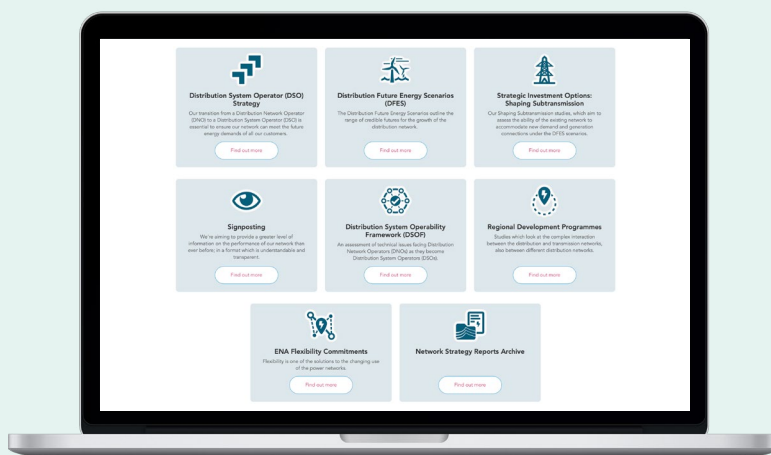 Distribution System Operator (DSO)
Strategy
Our transition from a Distribution Network Operator
(DNO) to a Distribution System Operator (DSO) is
essential to ensure our network can meet the future
energy demands of all our customers.
Find out more
Distribution Future Energy Scenarios
(DFES)
The Distribution Future Energy Scenarios outline the
range of credible futures for the growth of the
distribution network.
Find out more
Strategic Investment Options:
Shaping Subtransmission
Our Shaping Subtransmission studies, which aim to
assess the ability of the existing network to
accommodate new demand and generation
connections under the DFES scenarios.
Find out more
Signposting
We're aiming to provide a greater level of
information on the performance of our network than
ever before; in a format which is understandable and
transparent.
Find out more
Distribution System Operability
Framework (DSOF)
An assessment of technical issues facing Distribution
Network Operators (DNOs) as they become
Distribution System Operators (DSOs)
Find out more
Regional Development Programmes
Studies which look at the complex interaction
between the distribution and transmission networks,
also between different distribution networks.
Find out more
ENA Flexibility Commitments
Flexibility is one of the solutions to the changing use
of the power networks.
Find out more
Network Strategy Reports Archive
Find out more